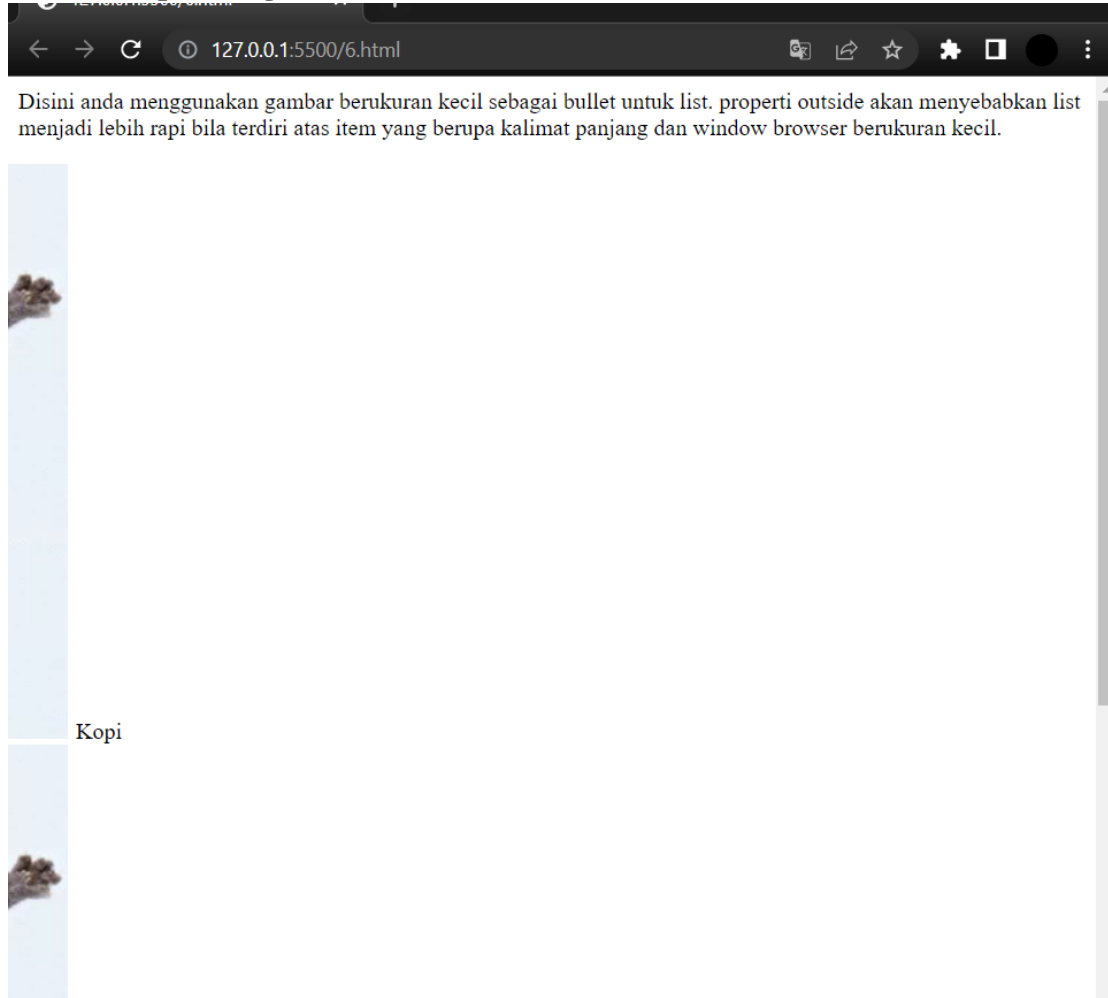 127.0.0.1:5500/6.html
Disini anda menggunakan gambar berukuran kecil sebagai bullet untuk list. properti outside akan menyebabkan list
menjadi lebih rapi bila terdiri atas item yang berupa kalimat panjang dan window browser berukuran kecil.
Kopi